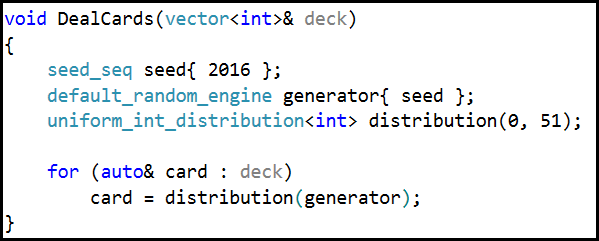 void DealCards(vector<int>& deck)
{
    seed_seq seed{ 2016 };
    default_random_engine generator{ seed };
    uniform_int_distribution<int> distribution(0, 51);

    for (auto& card : deck)
        card = distribution(generator);
}